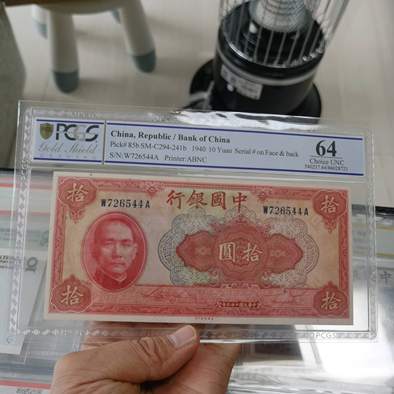 PCGS
Gold Shield
China, Republic / Bank of China
Pick# 85b SM-C294-241b 1940 10 Yuan Serial # on Face & back
S/N:W726544A Printer:ABNC
64
Choice UNC
拾 行銀國中 拾
W726544A W726544A
圓拾
拾 拾
PCGS